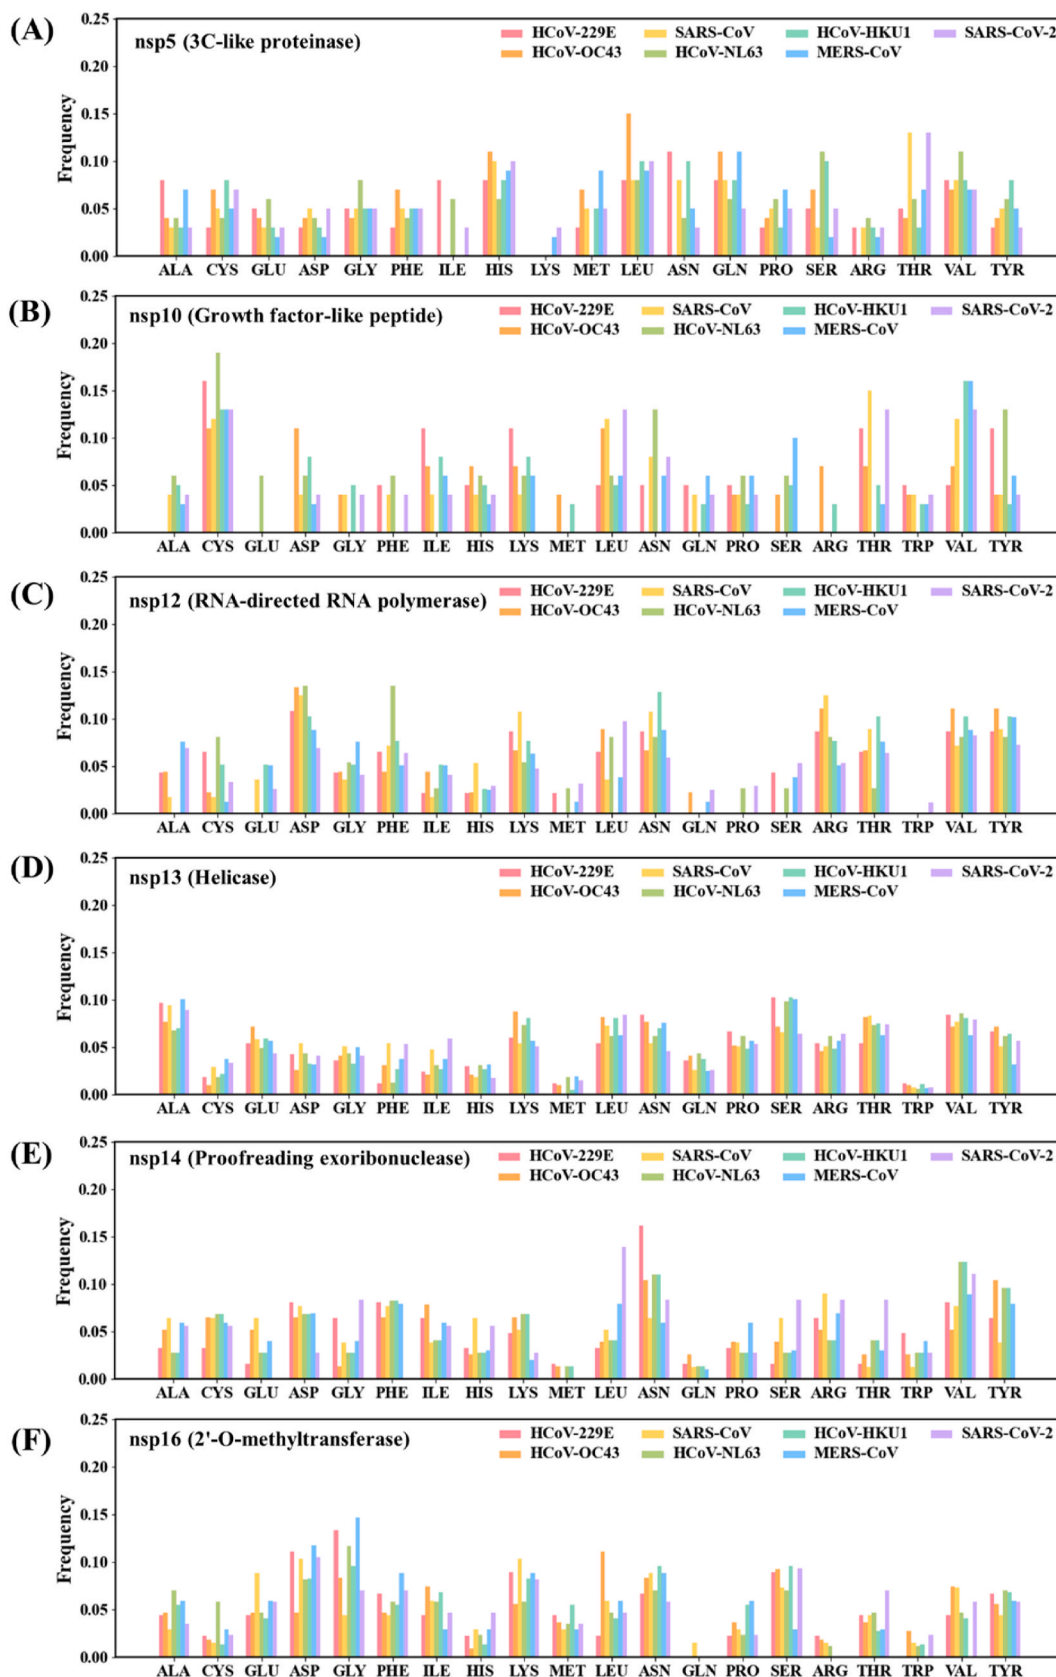 (A)
nsp5 (3C-like proteinase)
HCoV-229E SARS-CoV HCoV-HKU1 SARS-CoV-2
HCoV-OC43 HCoV-NL63 MERS-CoV
Frequency
0.25
0.20
0.15
0.10
0.05
0.00
ALA CYS GLU ASP GLY PHE ILE HIS LYS MET LEU ASN GLN PRO SER ARG THR VAL TYR
(B)
nsp10 (Growth factor-like peptide)
HCoV-229E SARS-CoV HCoV-HKU1 SARS-CoV-2
HCoV-OC43 HCoV-NL63 MERS-CoV
Frequency
0.25
0.20
0.15
0.10
0.05
0.00
ALA CYS GLU ASP GLY PHE ILE HIS LYS MET LEU ASN GLN PRO SER ARG THR TRP VAL TYR
(C)
nsp12 (RNA-directed RNA polymerase)
HCoV-229E SARS-CoV HCoV-HKU1 SARS-CoV-2
HCoV-OC43 HCoV-NL63 MERS-CoV
Frequency
0.25
0.20
0.15
0.10
0.05
0.00
ALA CYS GLU ASP GLY PHE ILE HIS LYS MET LEU ASN GLN PRO SER ARG THR TRP VAL TYR
(D)
nsp13 (Helicase)
HCoV-229E SARS-CoV HCoV-HKU1 SARS-CoV-2
HCoV-OC43 HCoV-NL63 MERS-CoV
Frequency
0.25
0.20
0.15
0.10
0.05
0.00
ALA CYS GLU ASP GLY PHE ILE HIS LYS MET LEU ASN GLN PRO SER ARG THR TRP VAL TYR
(E)
nsp14 (Proofreading exoribonuclease)
HCoV-229E SARS-CoV HCoV-HKU1 SARS-CoV-2
HCoV-OC43 HCoV-NL63 MERS-CoV
Frequency
0.25
0.20
0.15
0.10
0.05
0.00
ALA CYS GLU ASP GLY PHE ILE HIS LYS MET LEU ASN GLN PRO SER ARG THR TRP VAL TYR
(F)
nsp16 (2'-O-methyltransferase)
HCoV-229E SARS-CoV HCoV-HKU1 SARS-CoV-2
HCoV-OC43 HCoV-NL63 MERS-CoV
Frequency
0.25
0.20
0.15
0.10
0.05
0.00
ALA CYS GLU ASP GLY PHE ILE HIS LYS MET LEU ASN GLN PRO SER ARG THR TRP VAL TYR